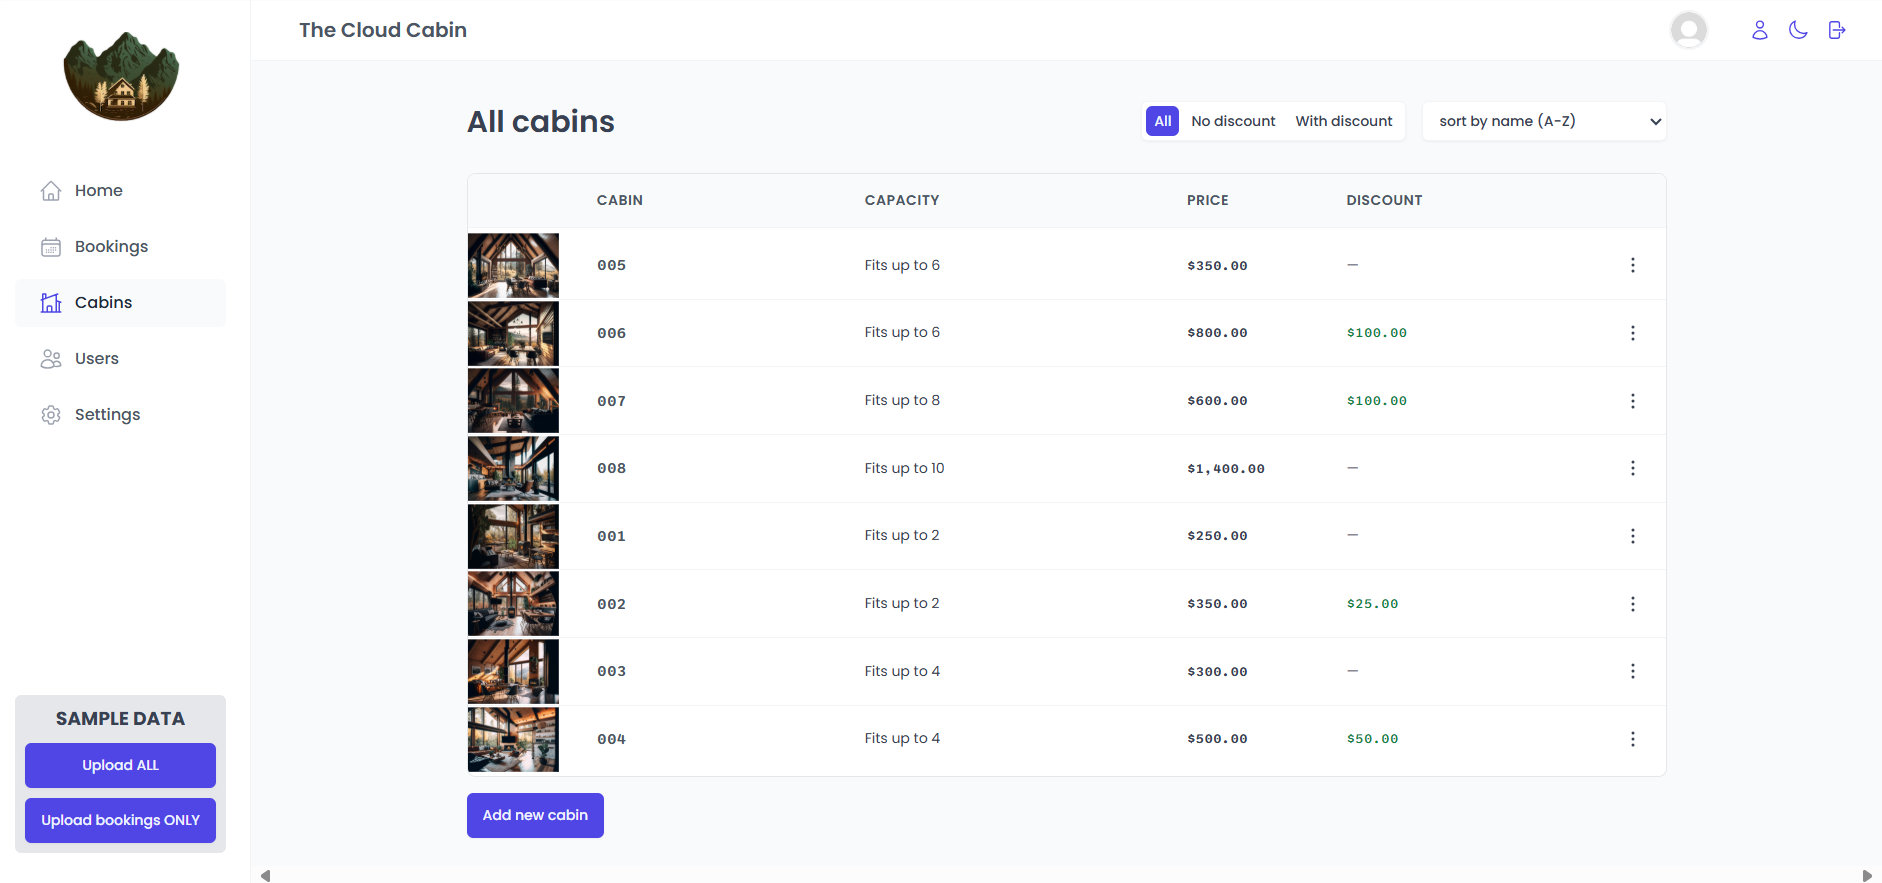 The Cloud Cabin
Home
Bookings
Cabins
Users
Settings
SAMPLE DATA
Upload ALL
Upload bookings ONLY
All cabins
All No discount With discount sort by name (A-Z)
CABIN CAPACITY PRICE DISCOUNT
005 Fits up to 6 $350.00 —
006 Fits up to 6 $800.00 $100.00
007 Fits up to 8 $600.00 $100.00
008 Fits up to 10 $1,400.00 —
001 Fits up to 2 $250.00 —
002 Fits up to 2 $350.00 $25.00
003 Fits up to 4 $300.00 —
004 Fits up to 4 $500.00 $50.00
Add new cabin